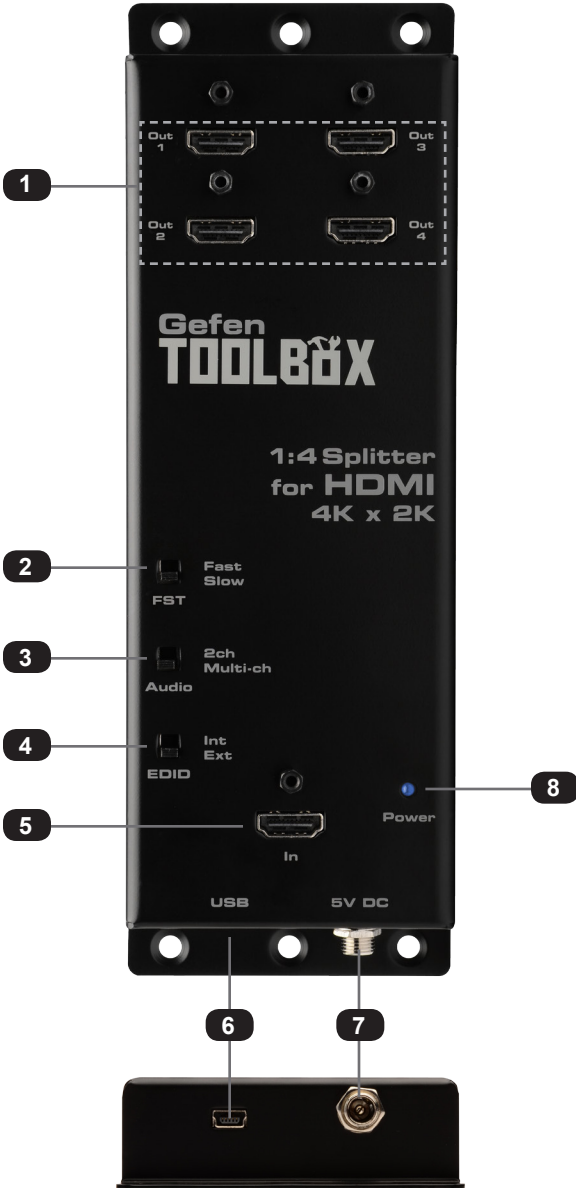 1
Out
1
Out
3
Out
2
Out
4
Gefen
TOOLBOX
1:4 Splitter
for HDMI
4K x 2K
2
Fast
Slow
FST
3
2ch
Multi-ch
Audio
4
Int
Ext
EDID
8
Power
5
In
USB
5V DC
6
7